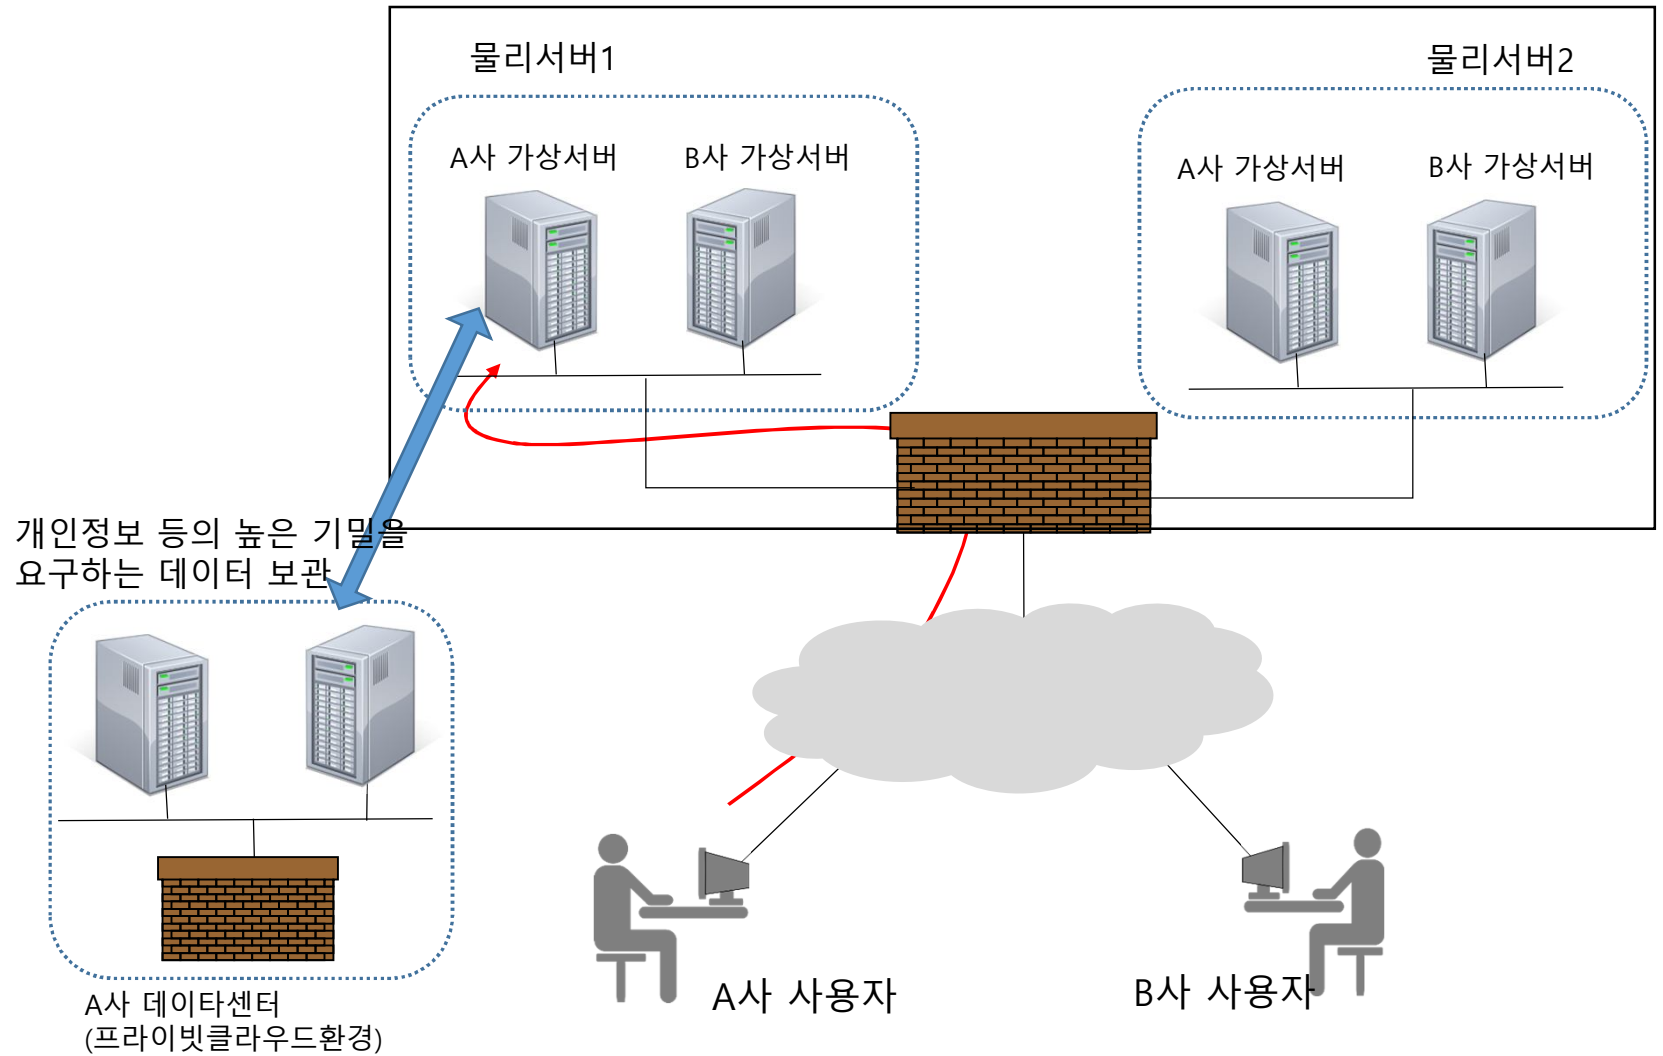 물리서버1
물리서버2
A사 가상서버
B사 가상서버
A사 가상서버
B사 가상서버
개인정보 등의 높은 기밀을
요구하는 데이터 보관
A사 데이타센터
(프라이빗클라우드환경)
A사 사용자
B사 사용자